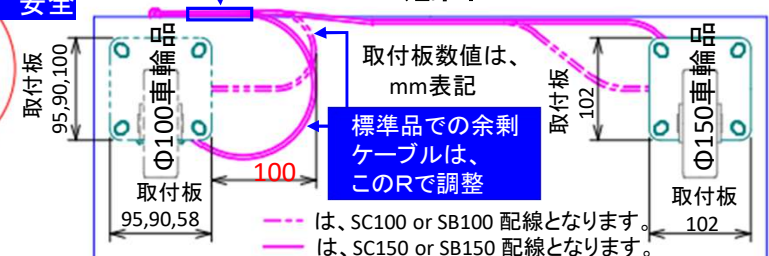 安全
取付板数値は、
mm表記
標準品での余剰
ケーブルは、
このRで調整
取付板
95,90,100
Φ100車輪品
100
取付板
95,90,58
取付板
102
Φ150車輪品
取付板
102
は、SC100 or SB100 配線となります。
は、SC150 or SB150 配線となります。